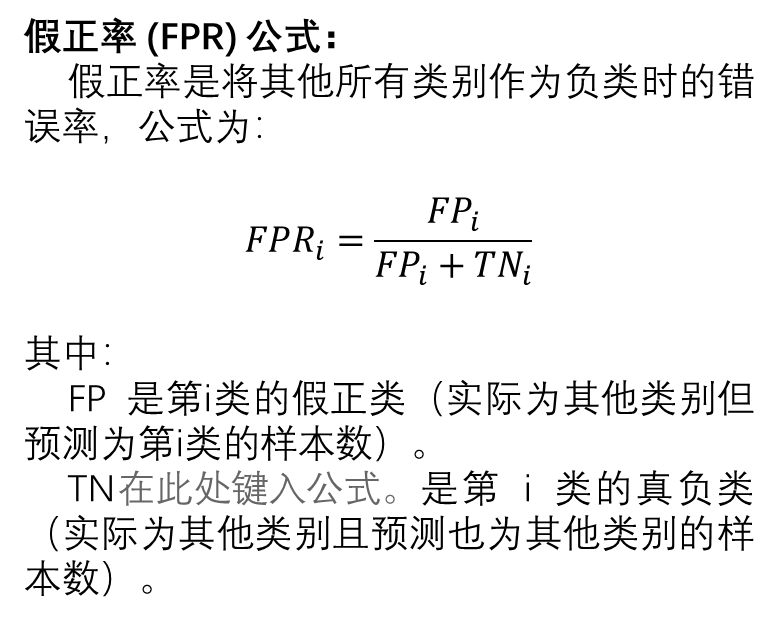 假正率 (FPR) 公式：
假正率是将其他所有类别作为负类时的错
误率，公式为:
FPRᵢ = FPᵢ / (FPᵢ + TNᵢ)
其中:
FP 是第i类的假正类（实际为其他类别但
预测为第i类的样本数）。
TN在此处键入公式。是第 i 类的真负类
（实际为其他类别且预测也为其他类别的样
本数）。